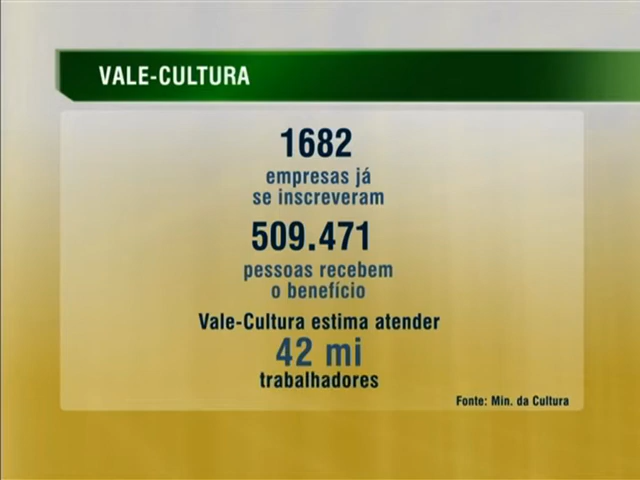 VALE-CULTURA
1682
empresas já
se inscreveram
509.471
pessoas recebem
o benefício
Vale-Cultura estima atender
42 mi
trabalhadores
Fonte: Min. da Cultura